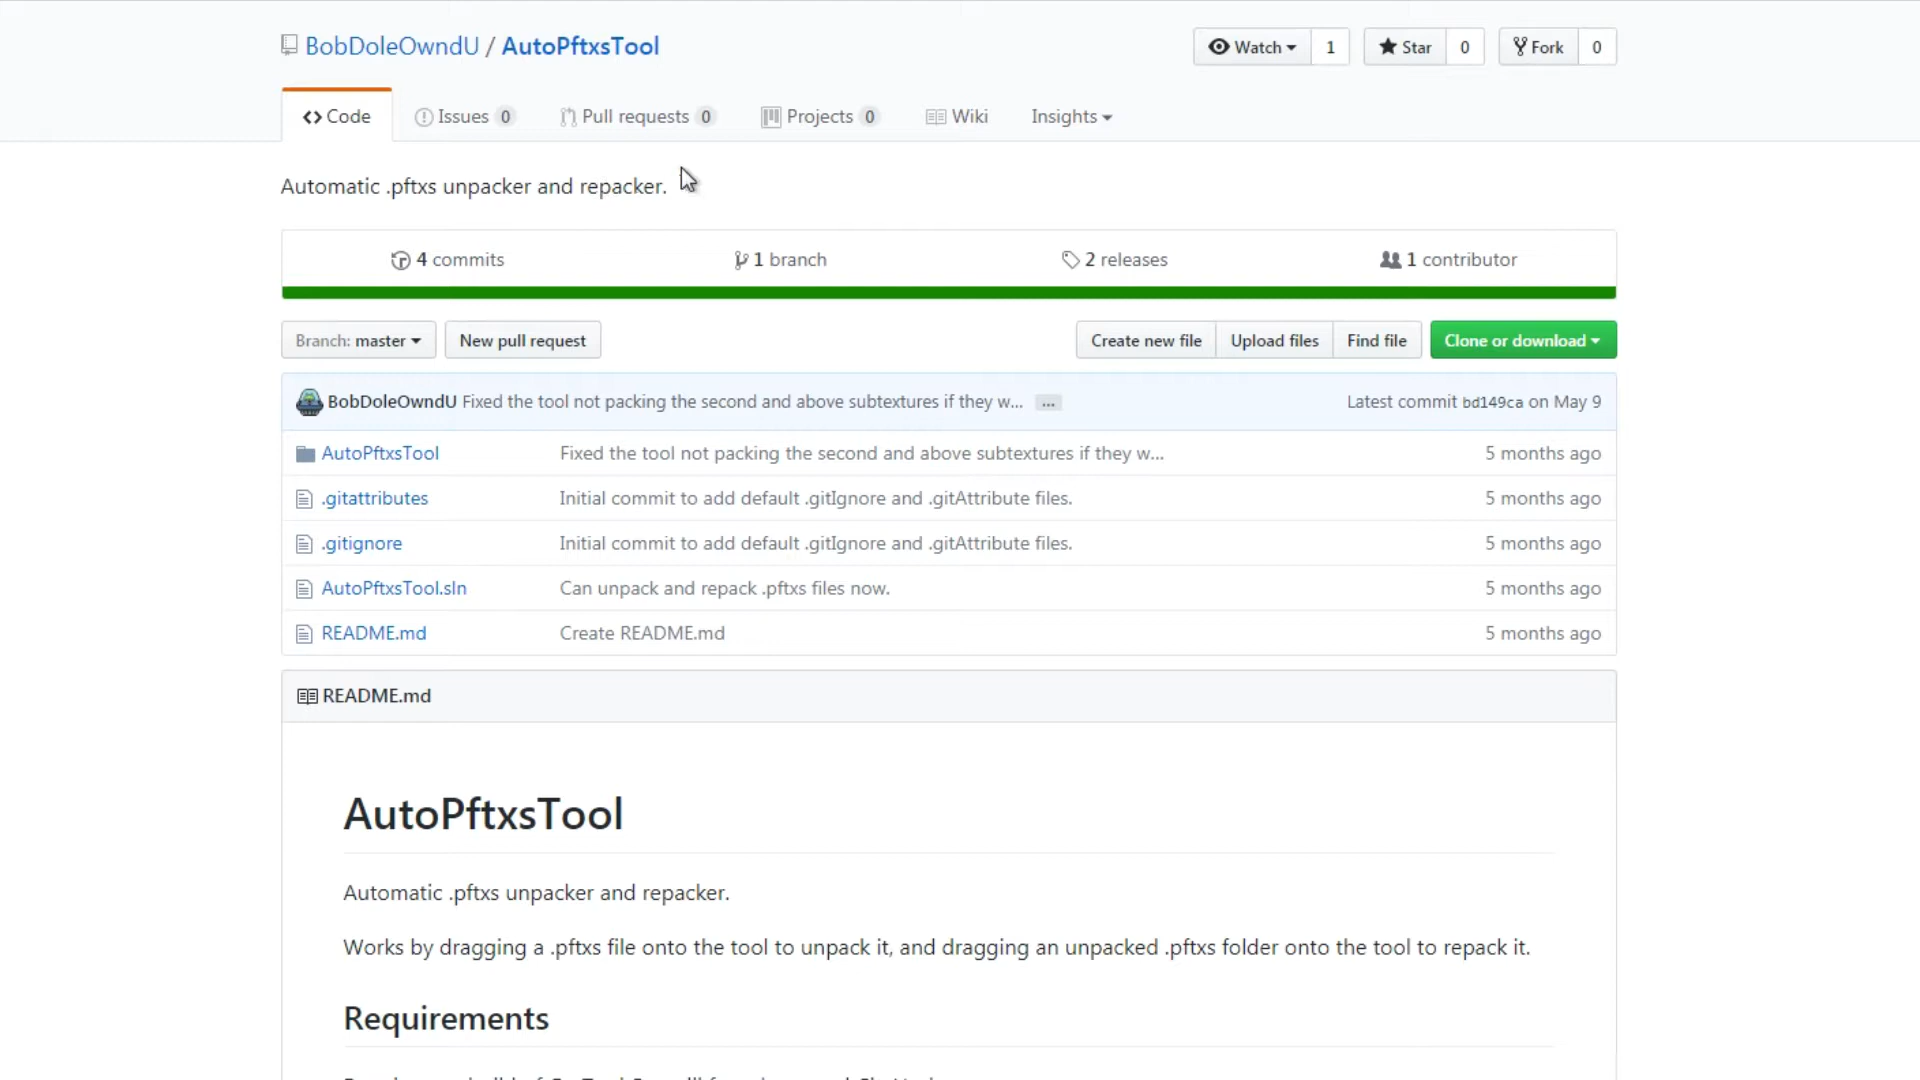 BobDoleOwndU / AutoPftxsTool
Watch 1 Star 0 Fork 0
Code Issues 0 Pull requests 0 Projects 0 Wiki Insights
Automatic .pftxs unpacker and repacker.
4 commits 1 branch 2 releases 1 contributor
Branch: master New pull request Create new file Upload files Find file Clone or download
BobDoleOwndU Fixed the tool not packing the second and above subtextures if they w... ... Latest commit bd149ca on May 9
AutoPftxsTool Fixed the tool not packing the second and above subtextures if they w... 5 months ago
.gitattributes Initial commit to add default .gitIgnore and .gitAttribute files. 5 months ago
.gitignore Initial commit to add default .gitIgnore and .gitAttribute files. 5 months ago
AutoPftxsTool.sln Can unpack and repack .pftxs files now. 5 months ago
README.md Create README.md 5 months ago
README.md
AutoPftxsTool
Automatic .pftxs unpacker and repacker.
Works by dragging a .pftxs file onto the tool to unpack it, and dragging an unpacked .pftxs folder onto the tool to repack it.
Requirements